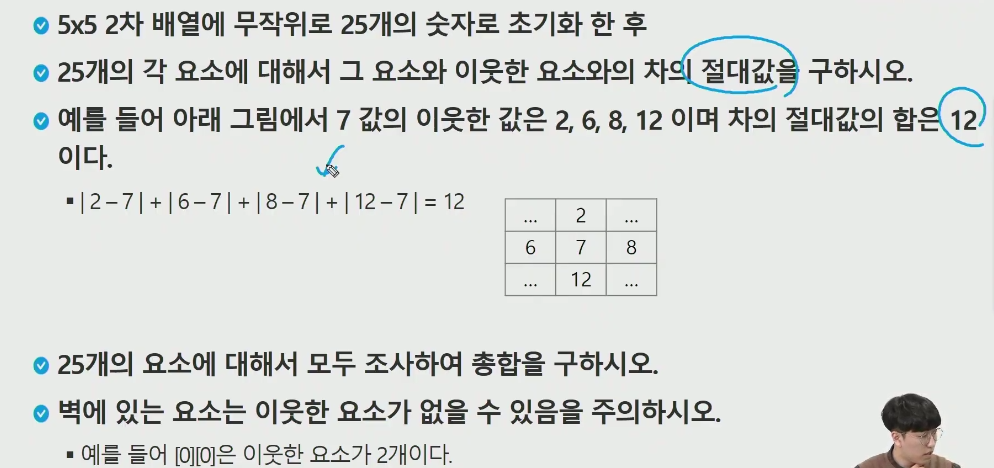 5x5 2차 배열에 무작위로 25개의 숫자로 초기화 한 후
25개의 각 요소에 대해서 그 요소와 이웃한 요소와의 차의 절대값을 구하시오.
예를 들어 아래 그림에서 7 값의 이웃한 값은 2, 6, 8, 12 이며 차의 절대값의 합은 12
이다.
| 2 – 7 | + | 6 – 7 | + | 8 – 7 | + | 12 – 7 | = 12
... 2 ...
6 7 8
... 12 ...
25개의 요소에 대해서 모두 조사하여 총합을 구하시오.
벽에 있는 요소는 이웃한 요소가 없을 수 있음을 주의하시오.
예를 들어 [0][0]은 이웃한 요소가 2개이다.